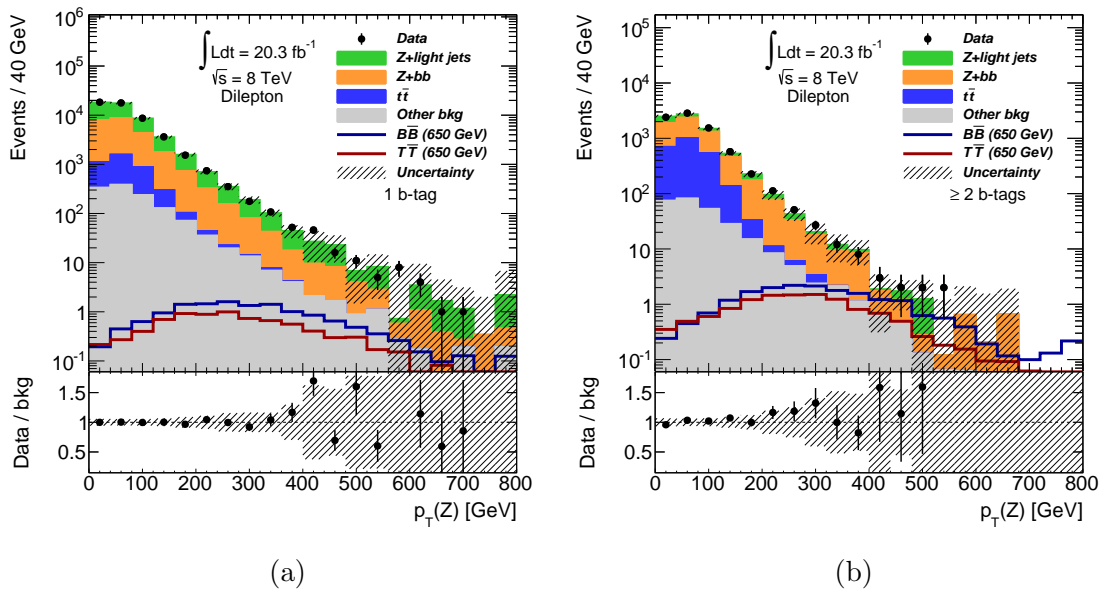 (a)
Events / 40 GeV
10^6
10^5
10^4
10^3
10^2
10
1
10^-1
∫Ldt = 20.3 fb^-1
√s = 8 TeV
Dilepton
Data
Z+light jets
Z+bb
tt̄
Other bkg
BB̄ (650 GeV)
TT̄ (650 GeV)
Uncertainty
1 b-tag
Data / bkg
1.5
1
0.5
0 100 200 300 400 500 600 700 800
p_T(Z) [GeV]
Events / 40 GeV
10^5
10^4
10^3
10^2
10
1
10^-1
∫Ldt = 20.3 fb^-1
√s = 8 TeV
Dilepton
Data
Z+light jets
Z+bb
tt̄
Other bkg
BB̄ (650 GeV)
TT̄ (650 GeV)
Uncertainty
≥ 2 b-tags
Data / bkg
1.5
1
0.5
0 100 200 300 400 500 600 700 800
p_T(Z) [GeV]
(b)